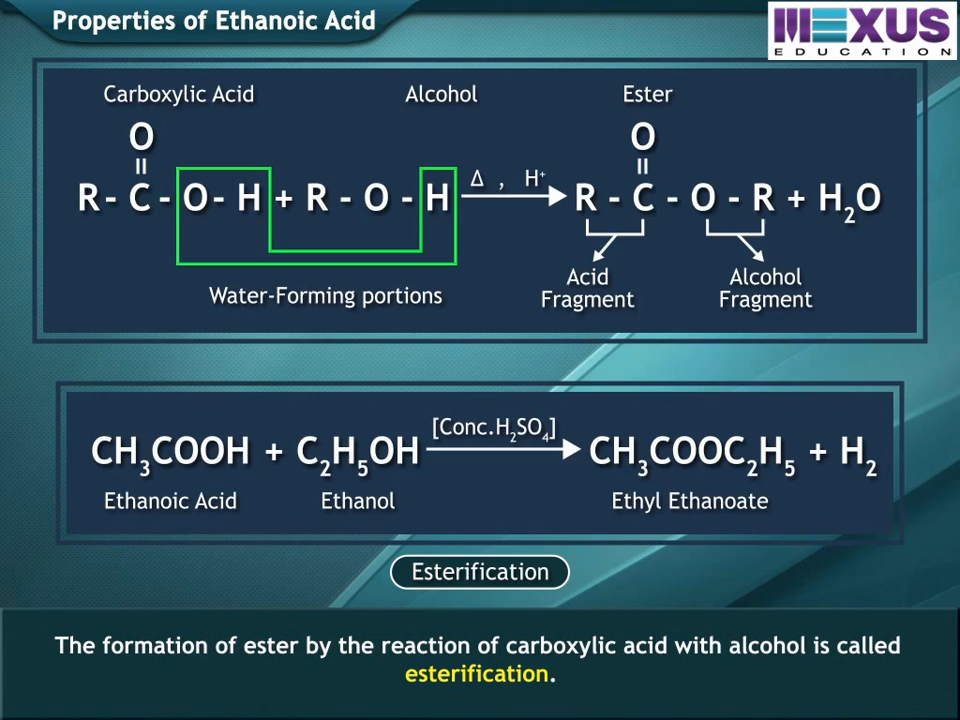 Properties of Ethanoic Acid
MEXUS
EDUCATION
Carboxylic Acid Alcohol Ester
O O
R - C - O - H + R - O - H Δ , H⁺ R - C - O - R + H₂O
Acid Fragment Alcohol Fragment
Water-Forming portions
[Conc.H₂SO₄]
CH₃COOH + C₂H₅OH CH₃COOC₂H₅ + H₂
Ethanoic Acid Ethanol Ethyl Ethanoate
Esterification
The formation of ester by the reaction of carboxylic acid with alcohol is called
esterification.